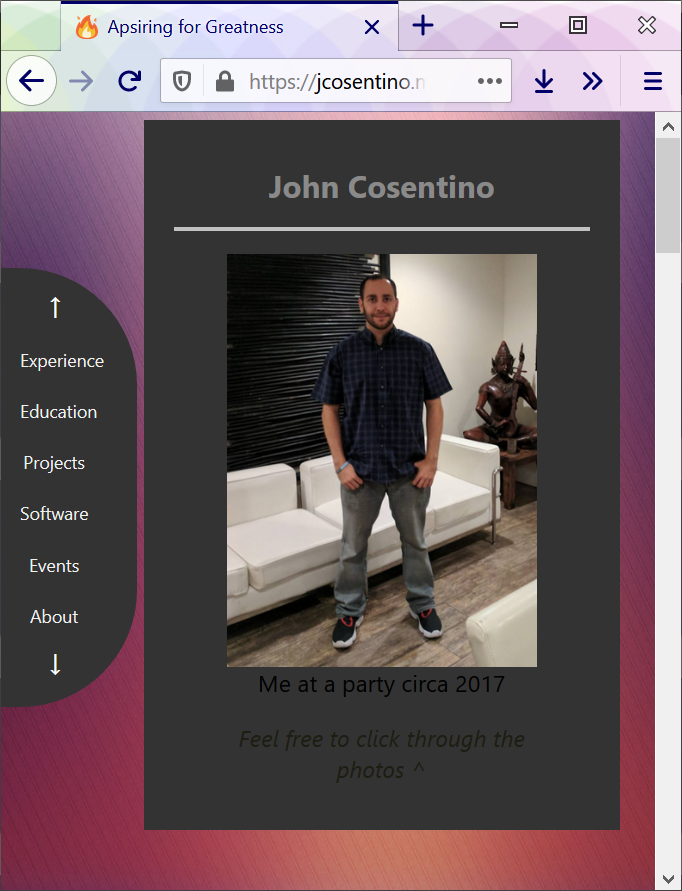 Apsiring for Greatness
https://jcosentino.n
John Cosentino
↑
Experience
Education
Projects
Software
Events
About
↓
Me at a party circa 2017
Feel free to click through the
photos ^